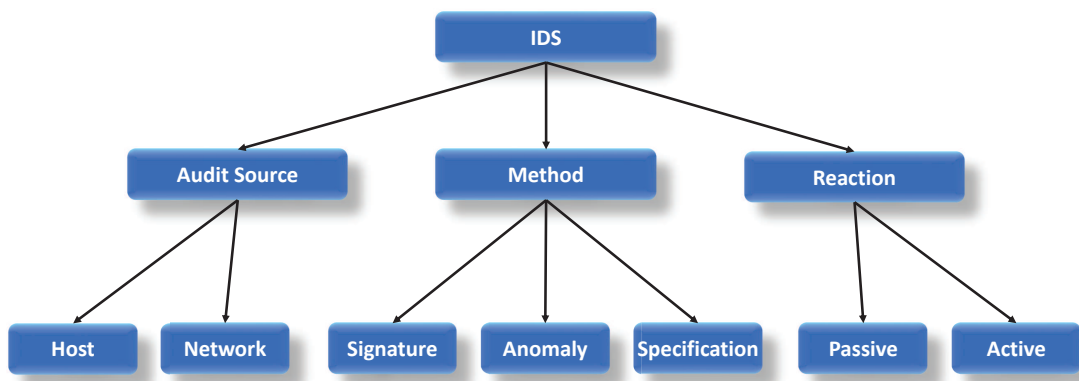 IDS
Audit Source
Method
Reaction
Host
Network
Signature
Anomaly
Specification
Passive
Active